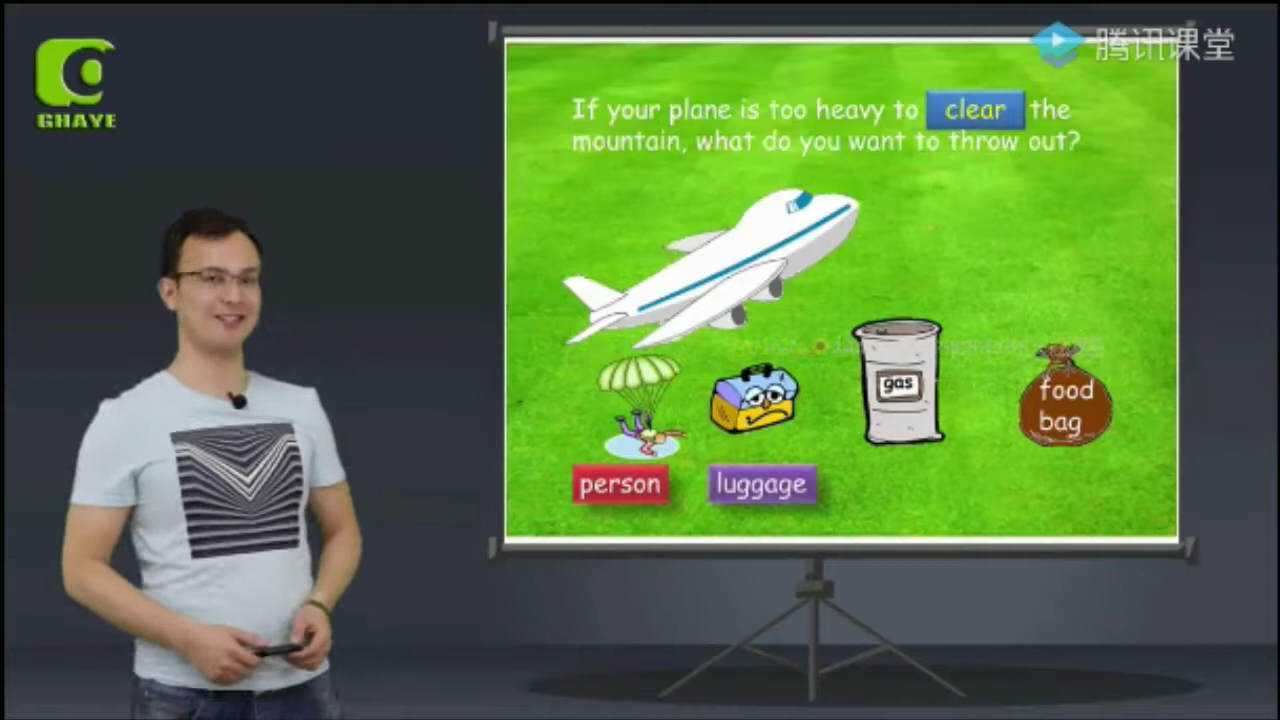 GHAYE
腾讯课堂
If your plane is too heavy to clear the
mountain, what do you want to throw out?
gas
food
bag
person
luggage